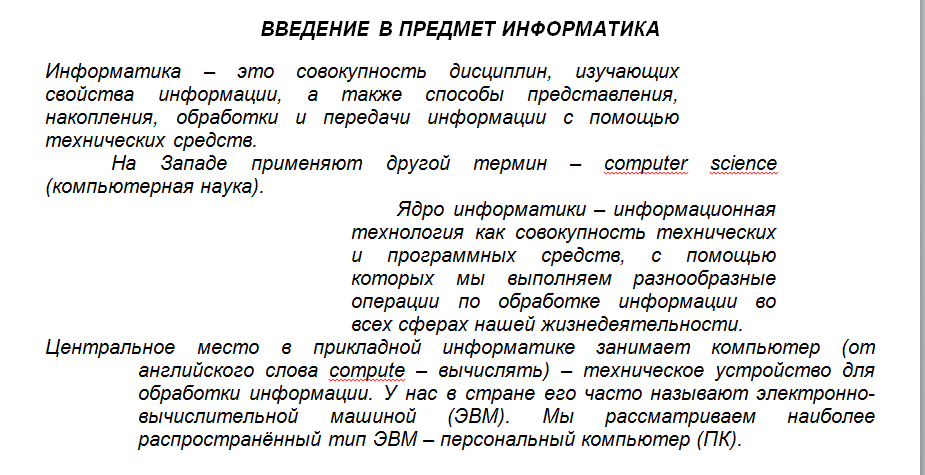 ВВЕДЕНИЕ В ПРЕДМЕТ ИНФОРМАТИКА
Информатика – это совокупность дисциплин, изучающих
свойства информации, а также способы представления,
накопления, обработки и передачи информации с помощью
технических средств.
На Западе применяют другой термин – computer science
(компьютерная наука).
Ядро информатики – информационная
технология как совокупность технических
и программных средств, с помощью
которых мы выполняем разнообразные
операции по обработке информации во
всех сферах нашей жизнедеятельности.
Центральное место в прикладной информатике занимает компьютер (от
английского слова compute – вычислять) – техническое устройство для
обработки информации. У нас в стране его часто называют электронно-
вычислительной машиной (ЭВМ). Мы рассматриваем наиболее
распространённый тип ЭВМ – персональный компьютер (ПК).